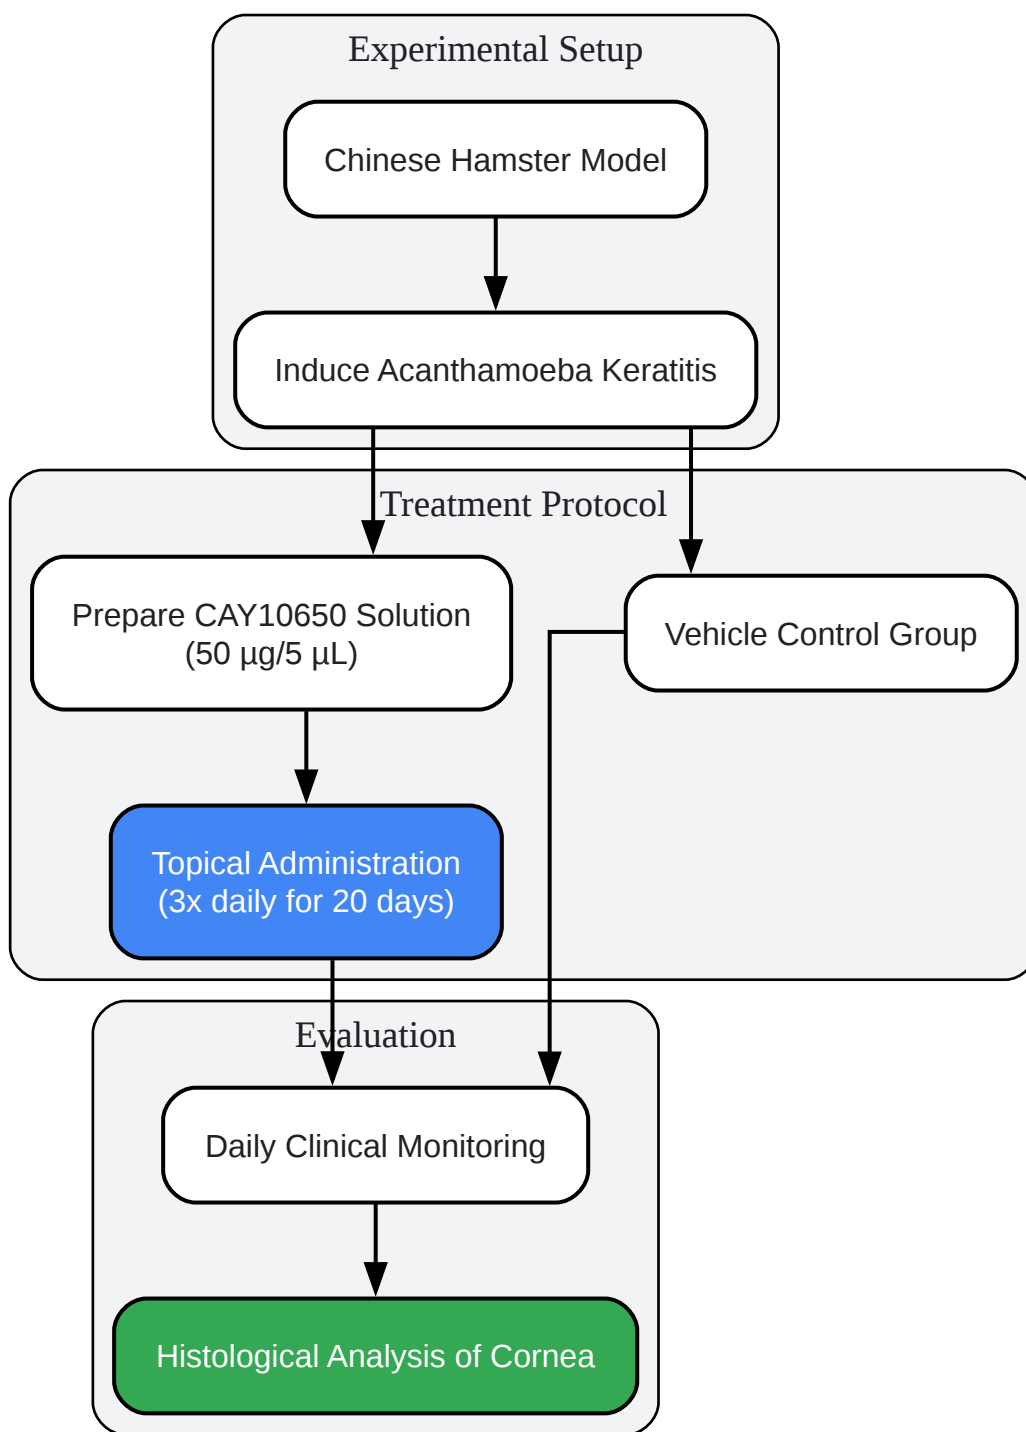 Experimental Setup
Chinese Hamster Model
Induce Acanthamoeba Keratitis
Treatment Protocol
Prepare CAY10650 Solution
(50 µg/5 µL)
Vehicle Control Group
Topical Administration
(3x daily for 20 days)
Evaluation
Daily Clinical Monitoring
Histological Analysis of Cornea